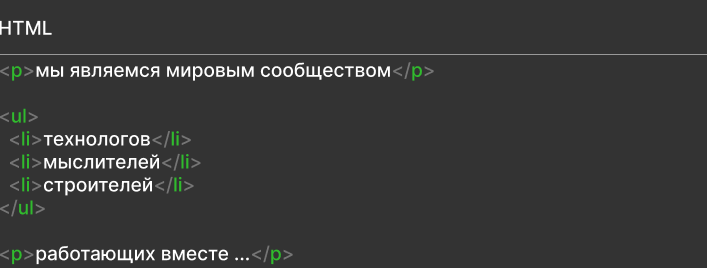 HTML
<p>мы являемся мировым сообществом</p>
<ul>
<li>технологов</li>
<li>мыслителей</li>
<li>строителей</li>
</ul>
<p>работающих вместе ...</p>